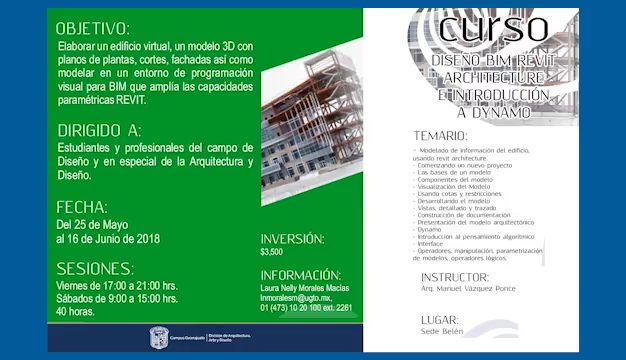 OBJETIVO:
Elaborar un edificio virtual, un modelo 3D con
planos de plantas, cortes, fachadas así como
modelar en un entorno de programación
visual para BIM que amplía las capacidades
paramétricas REVIT.
DIRIGIDO A:
Estudiantes y profesionales del campo de
Diseño y en especial de la Arquitectura y
Diseño.
FECHA:
Del 25 de Mayo
al 16 de Junio de 2018
SESIONES:
Viernes de 17:00 a 21:00 hrs.
Sábados de 9:00 a 15:00 hrs.
40 horas.
INVERSIÓN:
$3,500
INFORMACIÓN:
Laura Nelly Morales Macías
lnmoralesm@ugto.mx,
01 (473) 10 20 100 ext. 2261
Campus Guanajuato
División de Arquitectura,
Arte y Diseño
curso
DISEÑO BIM REVIT
ARCHITECTURE
E INTRODUCCIÓN
A DYNAMO
TEMARIO:
- Modelado de información del edificio,
usando revit architecture.
- Comenzando un nuevo proyecto
- Las bases de un modelo
- Componentes del modelo
- Visualización del Modelo
- Usando cotas y restricciones
- Desarrollando el modelo
- Vistas, detallado y trazado
- Construcción de documentación
- Presentación del modelo arquitectónico
- Dynamo
- Introducción al pensamiento algorítmico
- Interface
- Operadores, manipulación, parametrización
de modelos, operadores lógicos.
INSTRUCTOR:
Arq. Manuel Vázquez Ponce
LUGAR:
Sede Belén